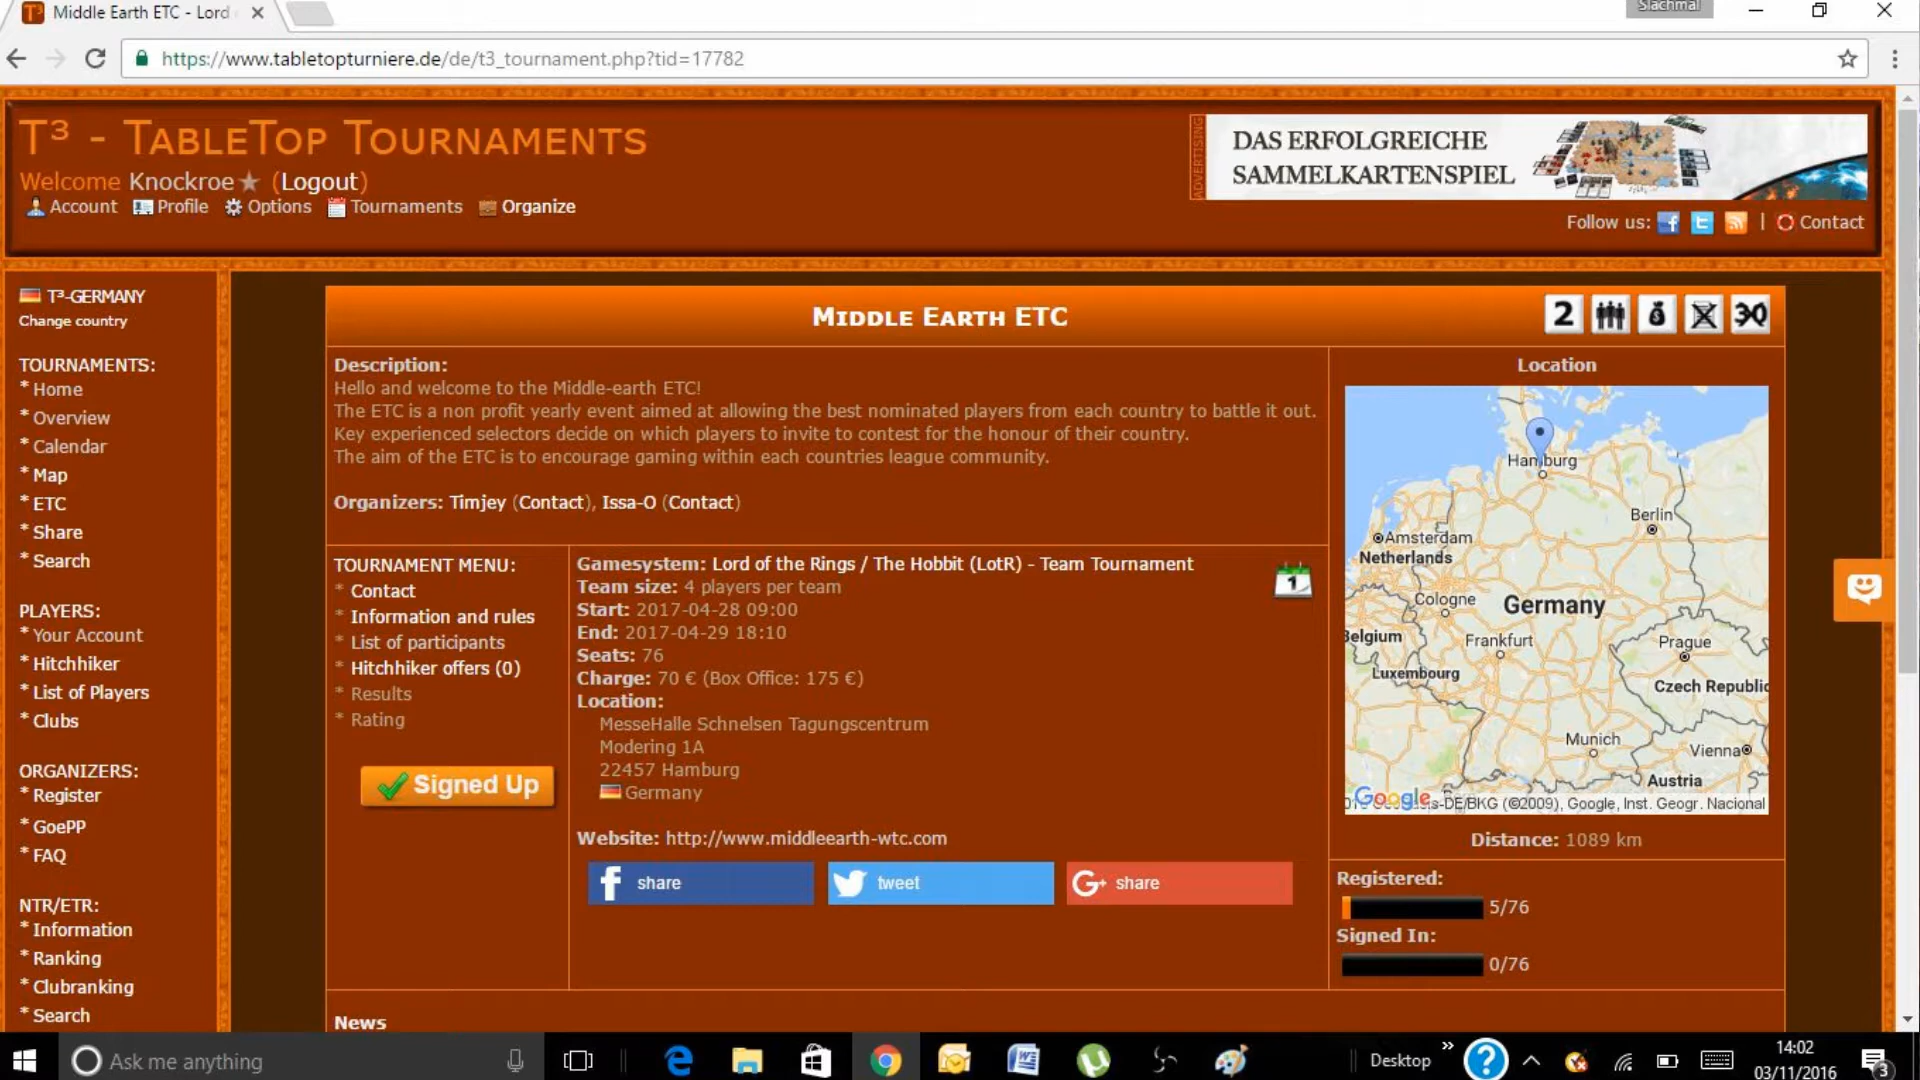 Middle Earth ETC - Lord
Slachmal
https://www.tabletopturniere.de/de/t3_tournament.php?tid=17782
T³ - TABLETOP TOURNAMENTS
Welcome Knockroe (Logout)
Account Profile Options Tournaments Organize
ADVERTISING
DAS ERFOLGREICHE
SAMMELKARTENSPIEL
Follow us: | Contact
T³-GERMANY
Change country
TOURNAMENTS:
* Home
* Overview
* Calendar
* Map
* ETC
* Share
* Search
PLAYERS:
* Your Account
* Hitchhiker
* List of Players
* Clubs
ORGANIZERS:
* Register
* GoePP
* FAQ
NTR/ETR:
* Information
* Ranking
* Clubranking
* Search
MIDDLE EARTH ETC
2
30
Description:
Hello and welcome to the Middle-earth ETC!
The ETC is a non profit yearly event aimed at allowing the best nominated players from each country to battle it out.
Key experienced selectors decide on which players to invite to contest for the honour of their country.
The aim of the ETC is to encourage gaming within each countries league community.
Organizers: Timjey (Contact), Issa-O (Contact)
TOURNAMENT MENU:
* Contact
* Information and rules
* List of participants
* Hitchhiker offers (0)
* Results
* Rating
Signed Up
Gamesystem: Lord of the Rings / The Hobbit (LotR) - Team Tournament
Team size: 4 players per team
Start: 2017-04-28 09:00
End: 2017-04-29 18:10
Seats: 76
Charge: 70 € (Box Office: 175 €)
Location:
MesseHalle Schnelsen Tagungscentrum
Modering 1A
22457 Hamburg
Germany
Website: http://www.middleearth-wtc.com
share
tweet
G+ share
1
Location
Hamburg
Berlin
Amsterdam
Netherlands
Cologne
Germany
Belgium
Frankfurt
Prague
Luxembourg
Czech Republic
Munich
Vienna
Austria
Google
s-DE/BKG (©2009), Google, Inst. Geogr. Nacional
Distance: 1089 km
Registered:
5/76
Signed In:
0/76
News
Ask me anything
Desktop
14:02
03/11/2016
3